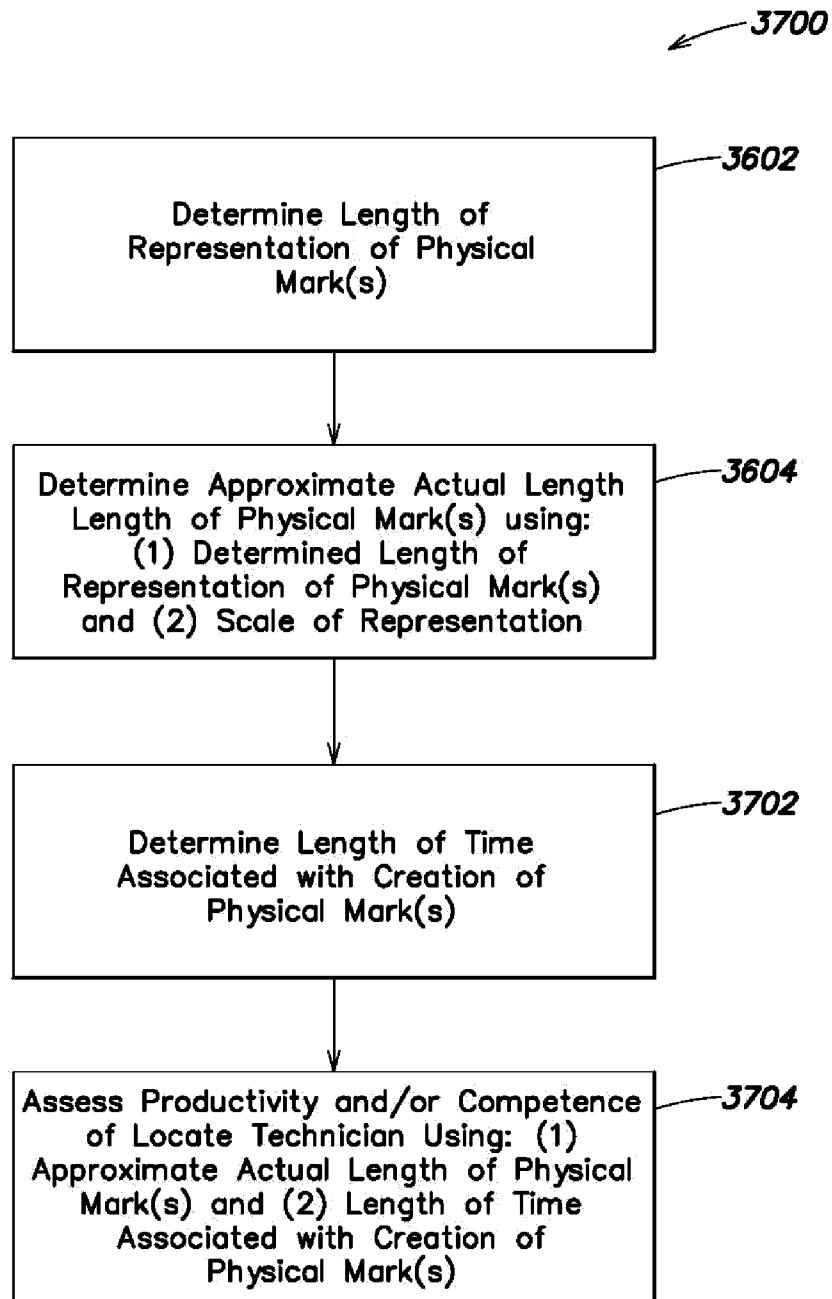 3700
3602
Determine Length of
Representation of Physical
Mark(s)
3604
Determine Approximate Actual Length
Length of Physical Mark(s) using:
(1) Determined Length of
Representation of Physical Mark(s)
and (2) Scale of Representation
3702
Determine Length of Time
Associated with Creation of
Physical Mark(s)
3704
Assess Productivity and/or Competence
of Locate Technician Using: (1)
Approximate Actual Length of Physical
Mark(s) and (2) Length of Time
Associated with Creation of
Physical Mark(s)